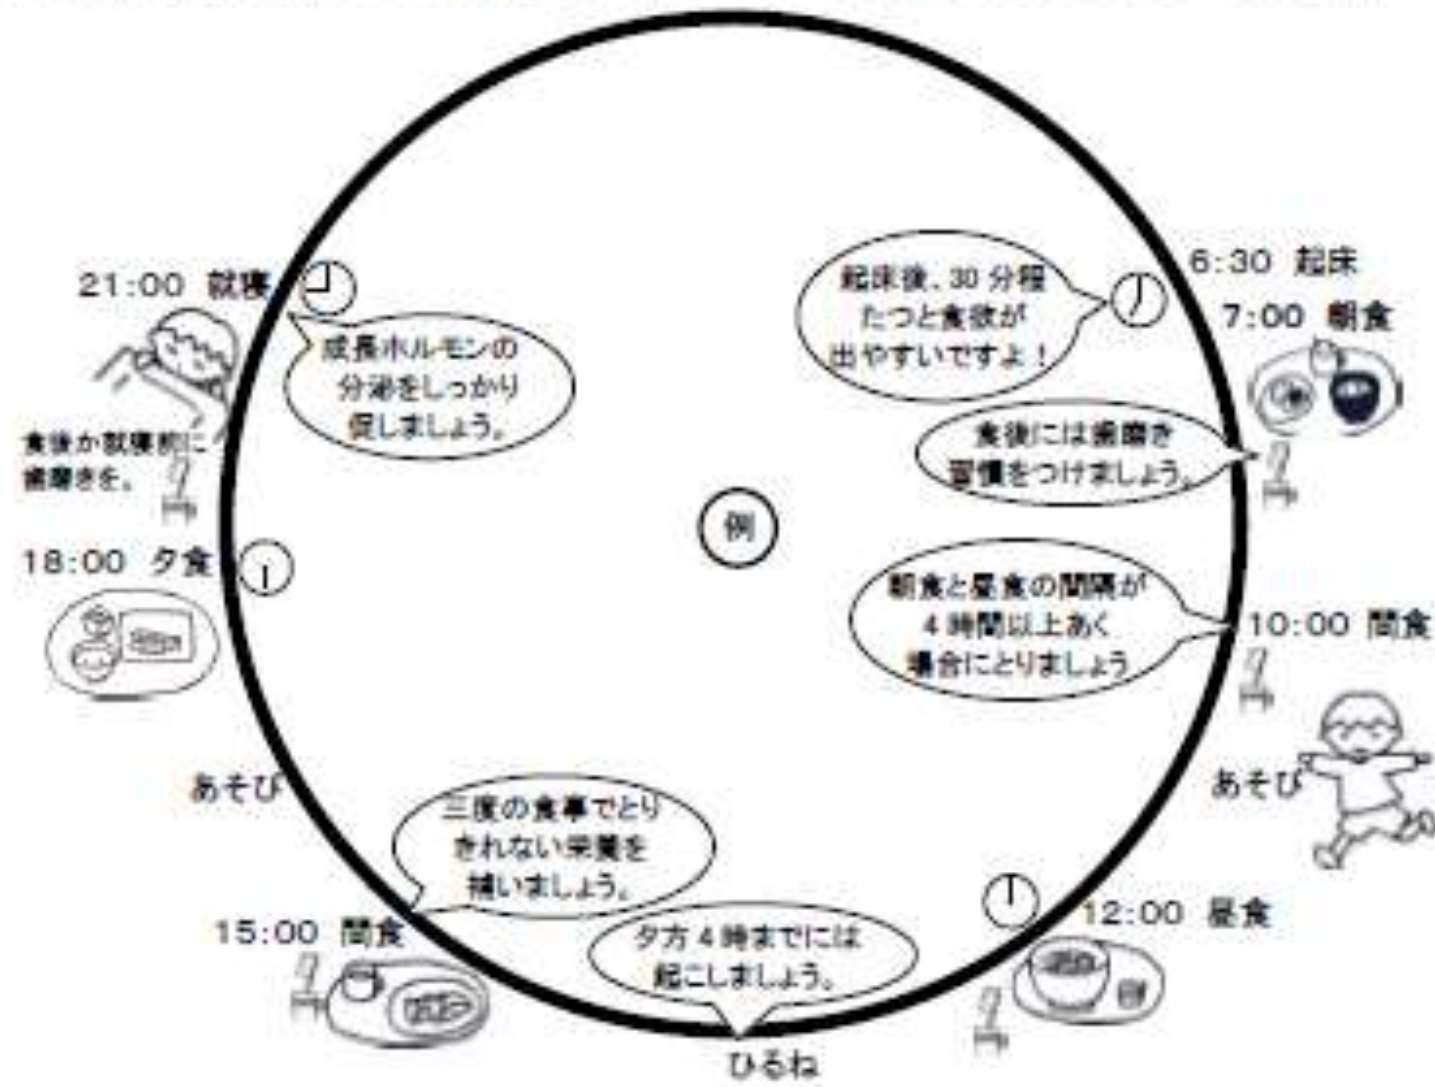 6:30 起床
起床後、30分程
たつと食欲が
出やすいですよ！
7:00 朝食
食後には歯磨き
習慣をつけましょう。
朝食と昼食の間隔が
4時間以上あく
場合にとりましょう
10:00 間食
あそび
12:00 昼食
夕方4時までには
起こしましょう。
ひるね
三度の食事でとり
きれない栄養を
補いましょう。
15:00 間食
あそび
18:00 夕食
食後か就寝前に
歯磨きを。
21:00 就寝
成長ホルモンの
分泌をしっかり
促しましょう。
例